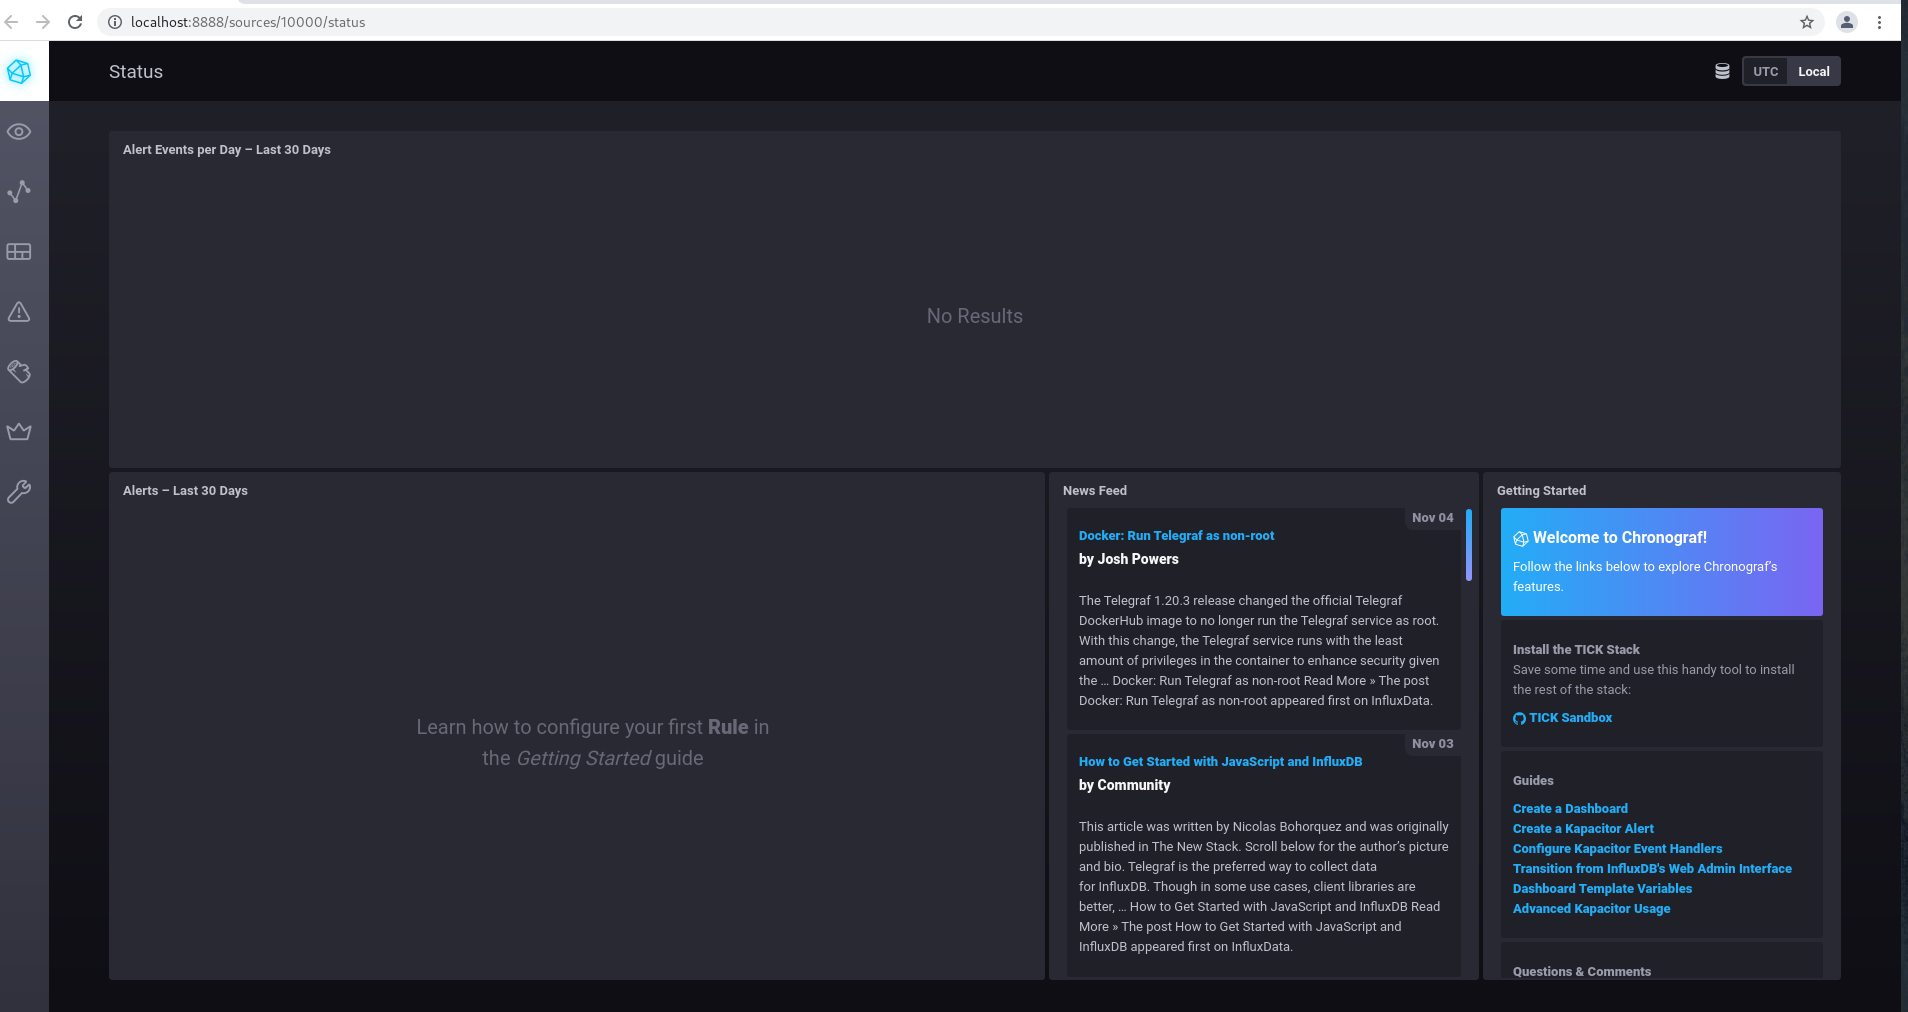 localhost:8888/sources/10000/status
Status
UTC
Local
Alert Events per Day – Last 30 Days
No Results
Alerts – Last 30 Days
Learn how to configure your first Rule in
the Getting Started guide
News Feed
Nov 04
Docker: Run Telegraf as non-root
by Josh Powers
The Telegraf 1.20.3 release changed the official Telegraf
DockerHub image to no longer run the Telegraf service as root.
With this change, the Telegraf service runs with the least
amount of privileges in the container to enhance security given
the … Docker: Run Telegraf as non-root Read More » The post
Docker: Run Telegraf as non-root appeared first on InfluxData.
Nov 03
How to Get Started with JavaScript and InfluxDB
by Community
This article was written by Nicolas Bohorquez and was originally
published in The New Stack. Scroll below for the author’s picture
and bio. Telegraf is the preferred way to collect data
for InfluxDB. Though in some use cases, client libraries are
better, … How to Get Started with JavaScript and InfluxDB Read
More » The post How to Get Started with JavaScript and
InfluxDB appeared first on InfluxData.
Getting Started
Welcome to Chronograf!
Follow the links below to explore Chronograf’s
features.
Install the TICK Stack
Save some time and use this handy tool to install
the rest of the stack:
TICK Sandbox
Guides
Create a Dashboard
Create a Kapacitor Alert
Configure Kapacitor Event Handlers
Transition from InfluxDB's Web Admin Interface
Dashboard Template Variables
Advanced Kapacitor Usage
Questions & Comments